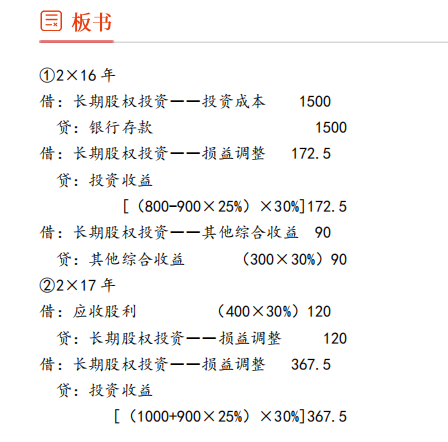 板书
①2×16 年
借：长期股权投资——投资成本 1500
贷：银行存款 1500
借：长期股权投资——损益调整 172.5
贷：投资收益
[（800-900×25%）×30%]172.5
借：长期股权投资——其他综合收益 90
贷：其他综合收益 （300×30%）90
②2×17 年
借：应收股利 （400×30%）120
贷：长期股权投资——损益调整 120
借：长期股权投资——损益调整 367.5
贷：投资收益
[（1000+900×25%）×30%]367.5